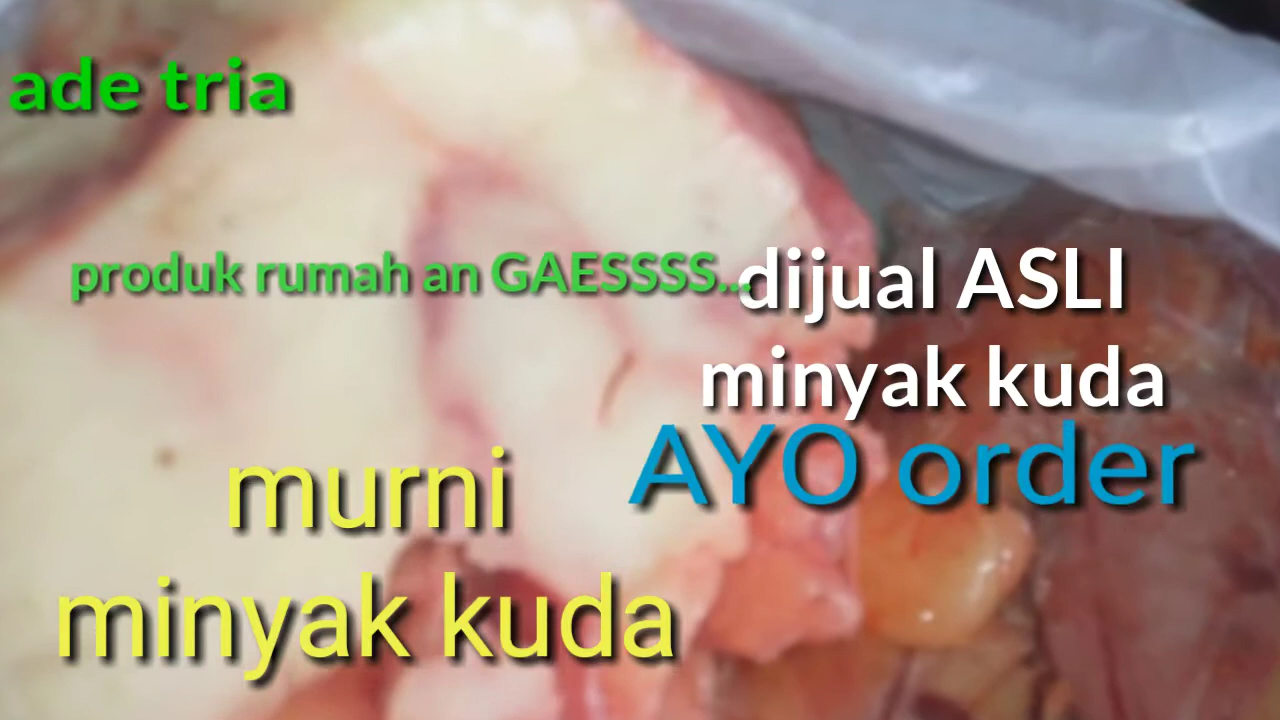 ade tria
produk rumah an GAESSSS...
dijual ASLI
minyak kuda
AYO order
murni
minyak kuda